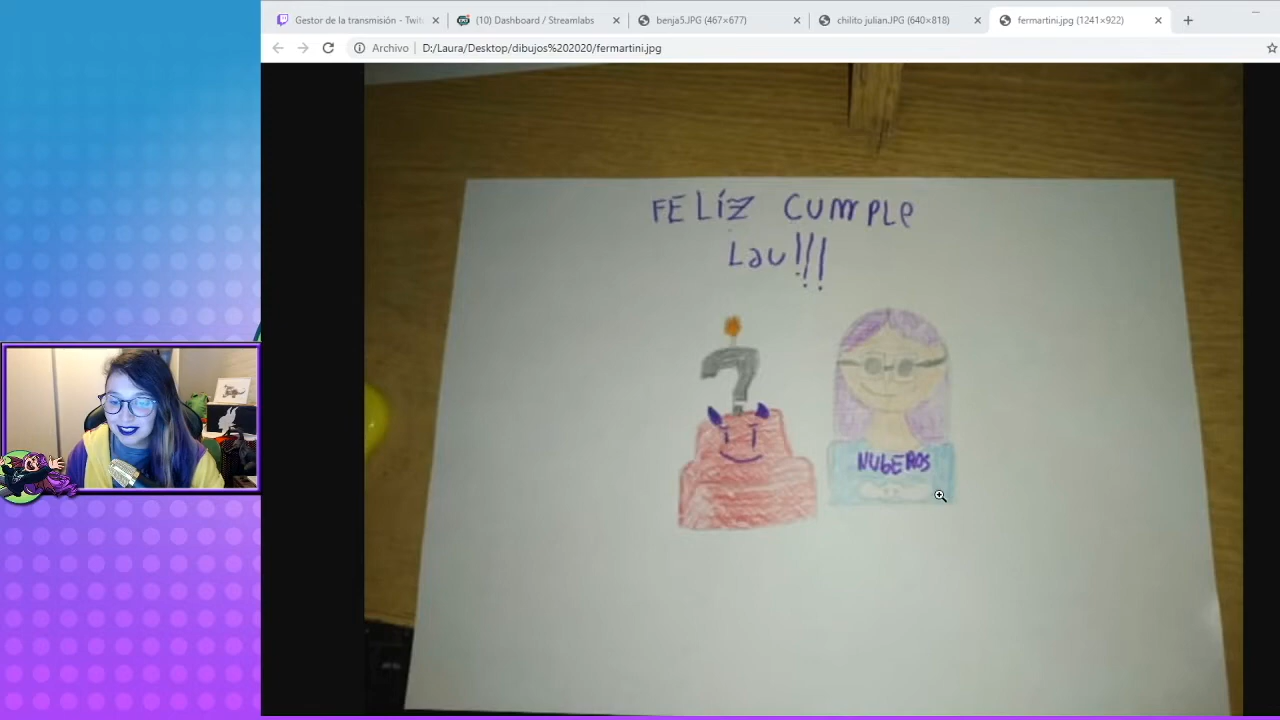 Gestor de la transmisión - Twit
(10) Dashboard / Streamlabs
benja5.JPG (467×677)
chilito julian.JPG (640×818)
fermartini.jpg (1241×922)
Archivo
D:/Laura/Desktop/dibujos%202020/fermartini.jpg
FELÍZ CUMPLE
Lau!!!
?
NUBEROS